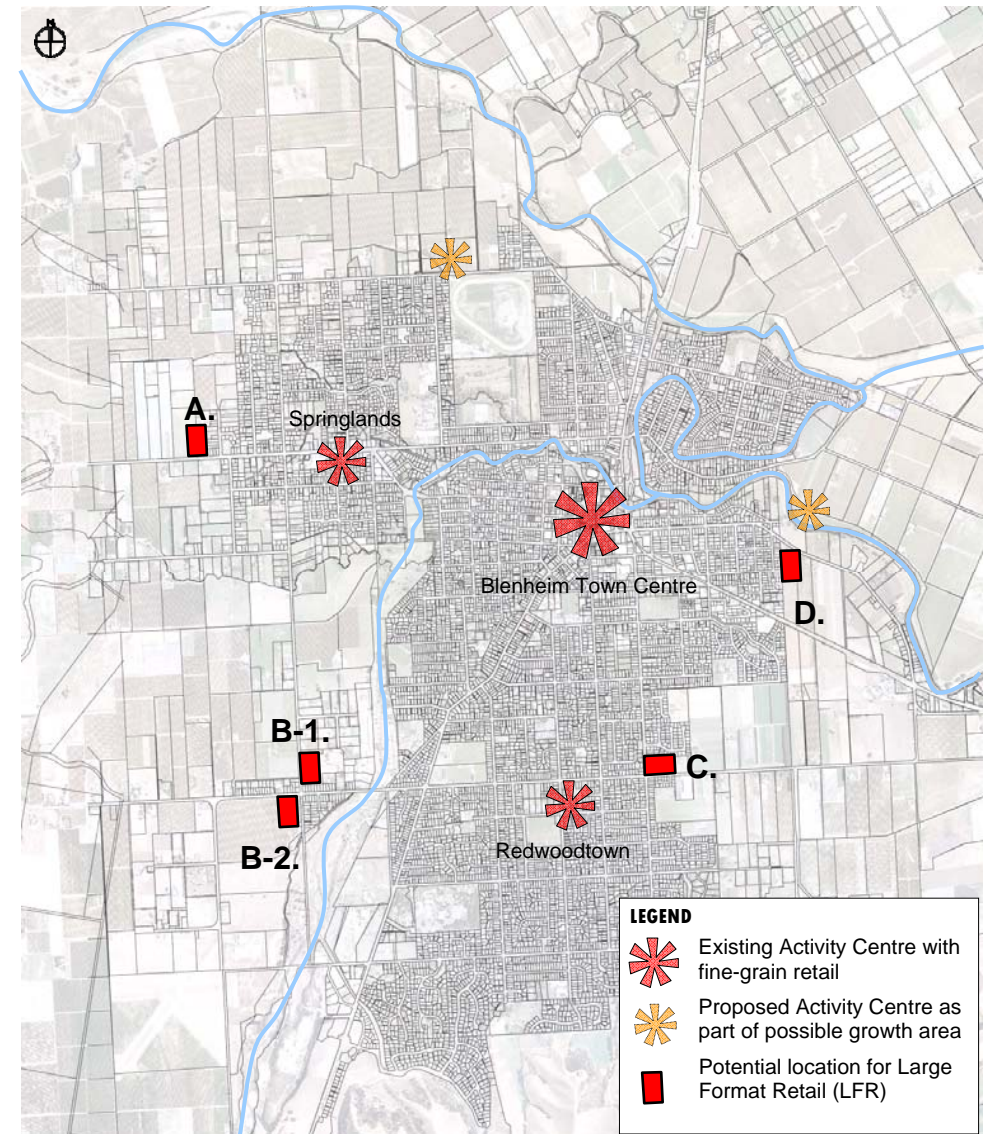 N
A.
Springlands
Blenheim Town Centre
D.
B-1.
C.
B-2.
Redwoodtown
LEGEND
Existing Activity Centre with
fine-grain retail
Proposed Activity Centre as
part of possible growth area
Potential location for Large
Format Retail (LFR)